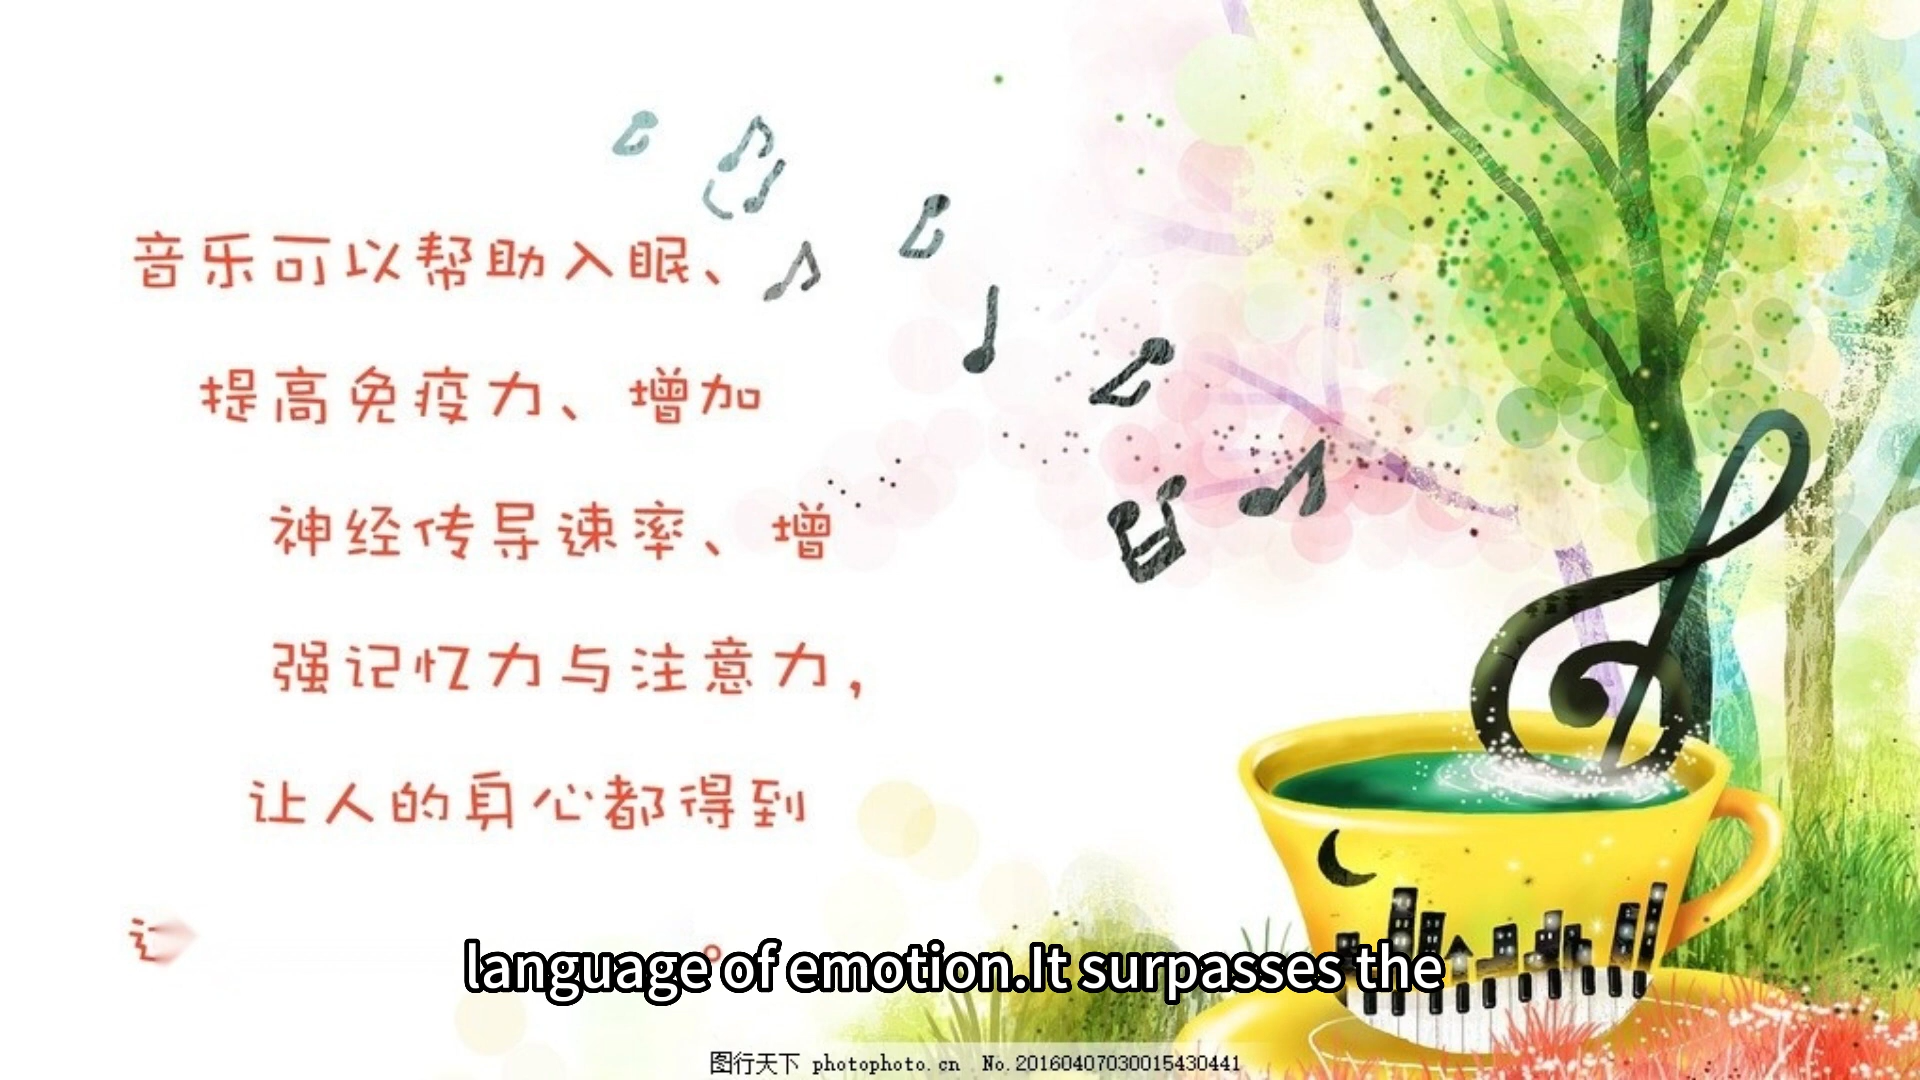 音乐可以帮助入眠、
提高免疫力、增加
神经传导速率、增
强记忆力与注意力，
让人的身心都得到
。
language of emotion.It surpasses the
图行天下 photophoto.cn No.20160407030015430441